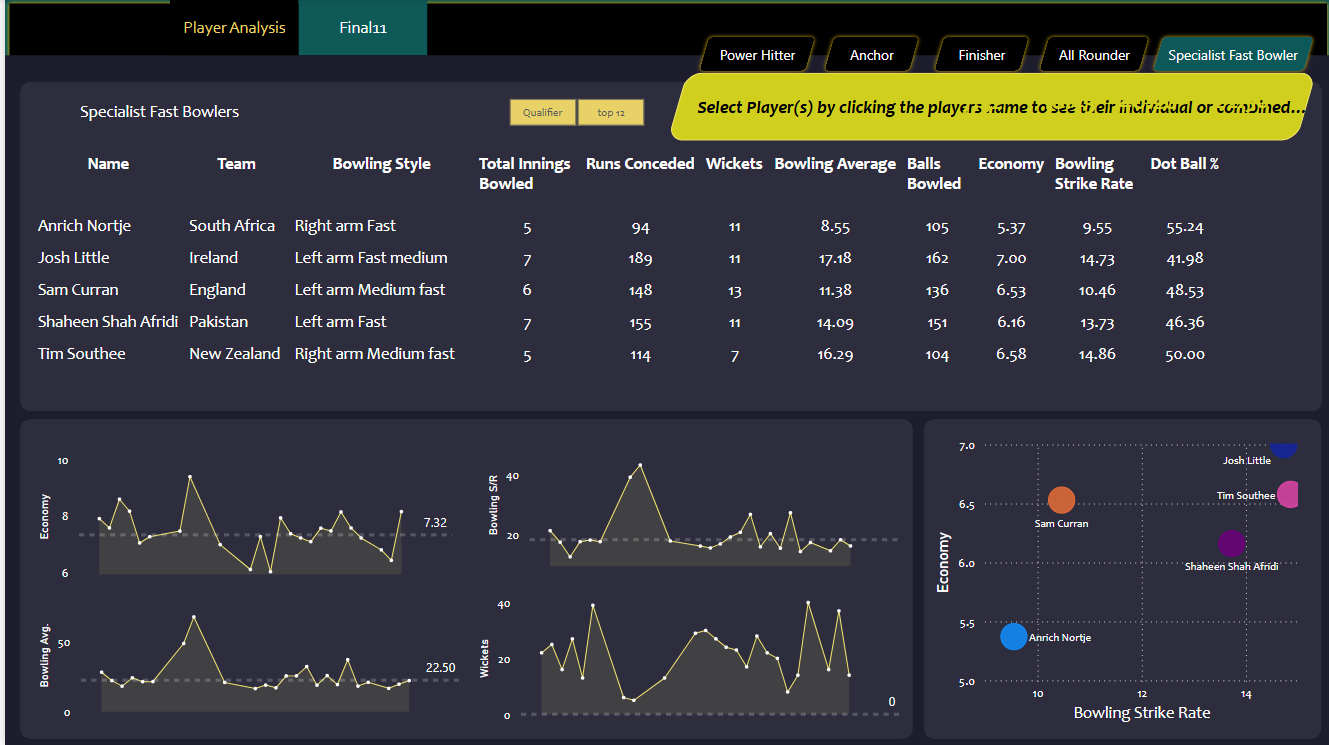 Player Analysis
Final11
Power Hitter
Anchor
Finisher
All Rounder
Specialist Fast Bowler
Specialist Fast Bowlers
Qualifier
top 12
Select Player(s) by clicking the players name to see their individual or combined...
Name Team Bowling Style Total Innings Bowled Runs Conceded Wickets Bowling Average Balls Bowled Economy Bowling Strike Rate Dot Ball %
Anrich Nortje South Africa Right arm Fast 5 94 11 8.55 105 5.37 9.55 55.24
Josh Little Ireland Left arm Fast medium 7 189 11 17.18 162 7.00 14.73 41.98
Sam Curran England Left arm Medium fast 6 148 13 11.38 136 6.53 10.46 48.53
Shaheen Shah Afridi Pakistan Left arm Fast 7 155 11 14.09 151 6.16 13.73 46.36
Tim Southee New Zealand Right arm Medium fast 5 114 7 16.29 104 6.58 14.86 50.00
Economy
10
8
6
7.32
Bowling S/R
40
20
Bowling Avg.
50
0
22.50
Wickets
40
20
0
0
Economy
7.0
6.5
6.0
5.5
5.0
Josh Little
Tim Southee
Sam Curran
Shaheen Shah Afridi
Anrich Nortje
10 12 14
Bowling Strike Rate